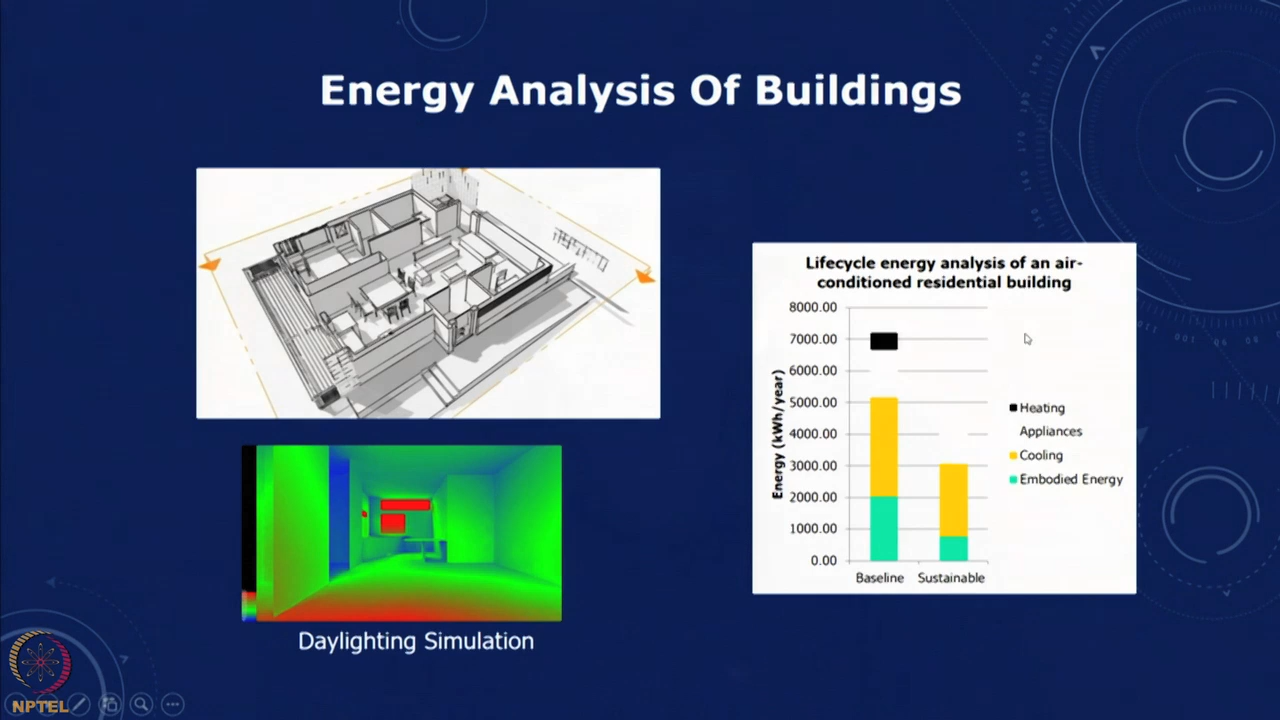 Energy Analysis Of Buildings
Lifecycle energy analysis of an air-
conditioned residential building
8000.00
7000.00
6000.00
5000.00
4000.00
3000.00
2000.00
1000.00
0.00
Energy (kWh/year)
Baseline
Sustainable
Heating
Appliances
Cooling
Embodied Energy
Daylighting Simulation
NPTEL